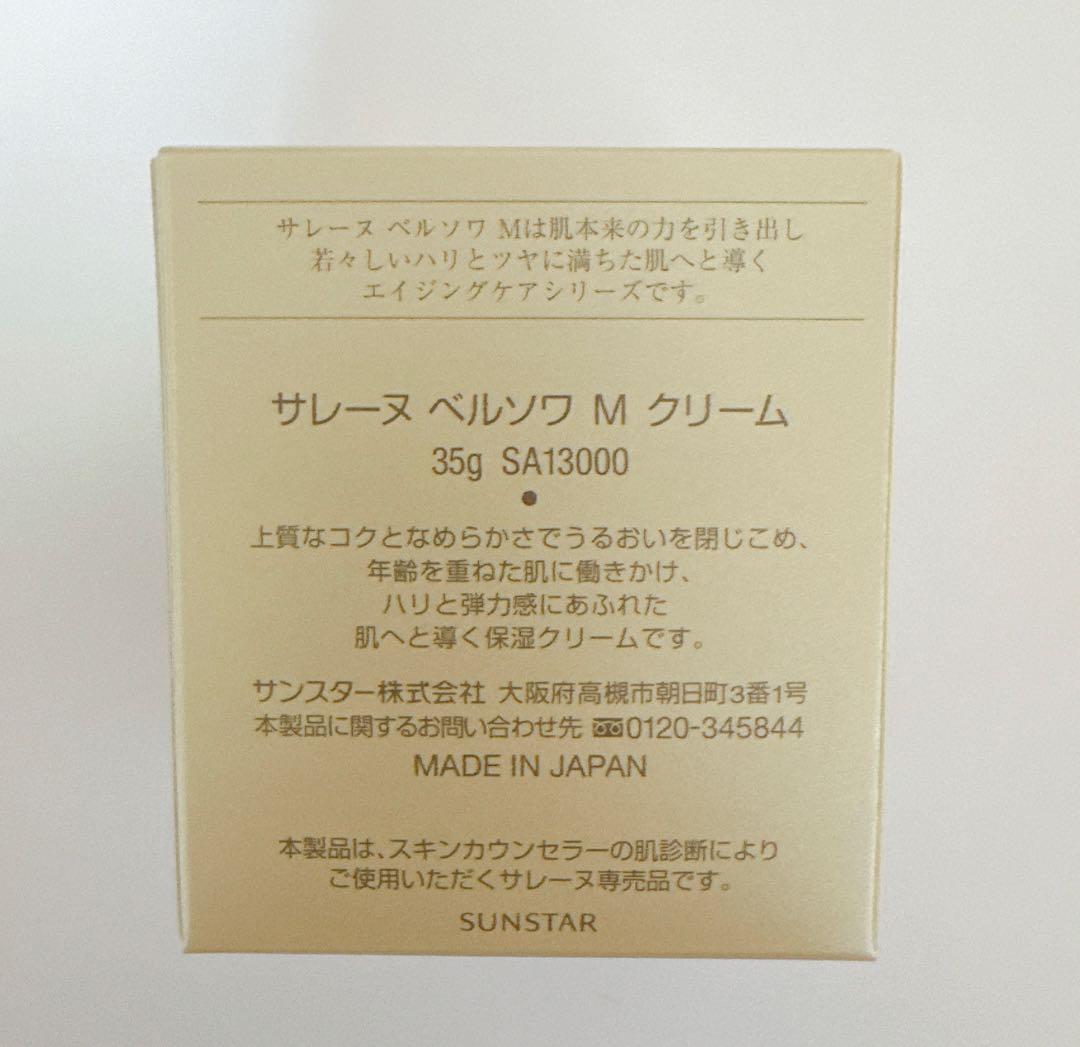 サレーヌ ベルソワ Mは肌本来の力を引き出し
若々しいハリとツヤに満ちた肌へと導く
エイジングケアシリーズです。
サレーヌ ベルソワ M クリーム
35g SA13000
●
上質なコクとなめらかさでうるおいを閉じこめ、
年齢を重ねた肌に働きかけ、
ハリと弾力感にあふれた
肌へと導く保湿クリームです。
サンスター株式会社 大阪府高槻市朝日町3番1号
本製品に関するお問い合わせ先 0120-345844
MADE IN JAPAN
本製品は、スキンカウンセラーの肌診断により
ご使用いただくサレーヌ専売品です。
SUNSTAR